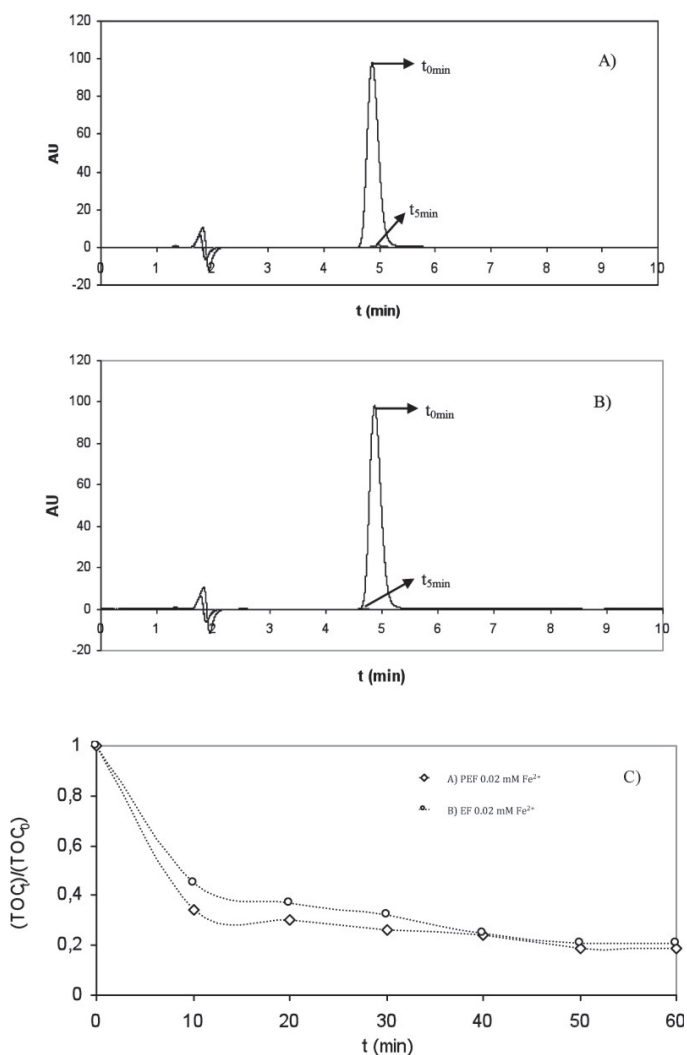 120
100
80
60
40
20
0
-20
AU
0 1 2 3 4 5 6 7 8 9 10
t (min)
t0min
t5min
A)
120
100
80
60
40
20
0
-20
AU
0 1 2 3 4 5 6 7 8 9 10
t (min)
t0min
t5min
B)
1
0,8
0,6
0,4
0,2
0
(TOCt)/(TOC0)
0 10 20 30 40 50 60
t (min)
A) PEF 0.02 mM Fe2+
B) EF 0.02 mM Fe2+
C)